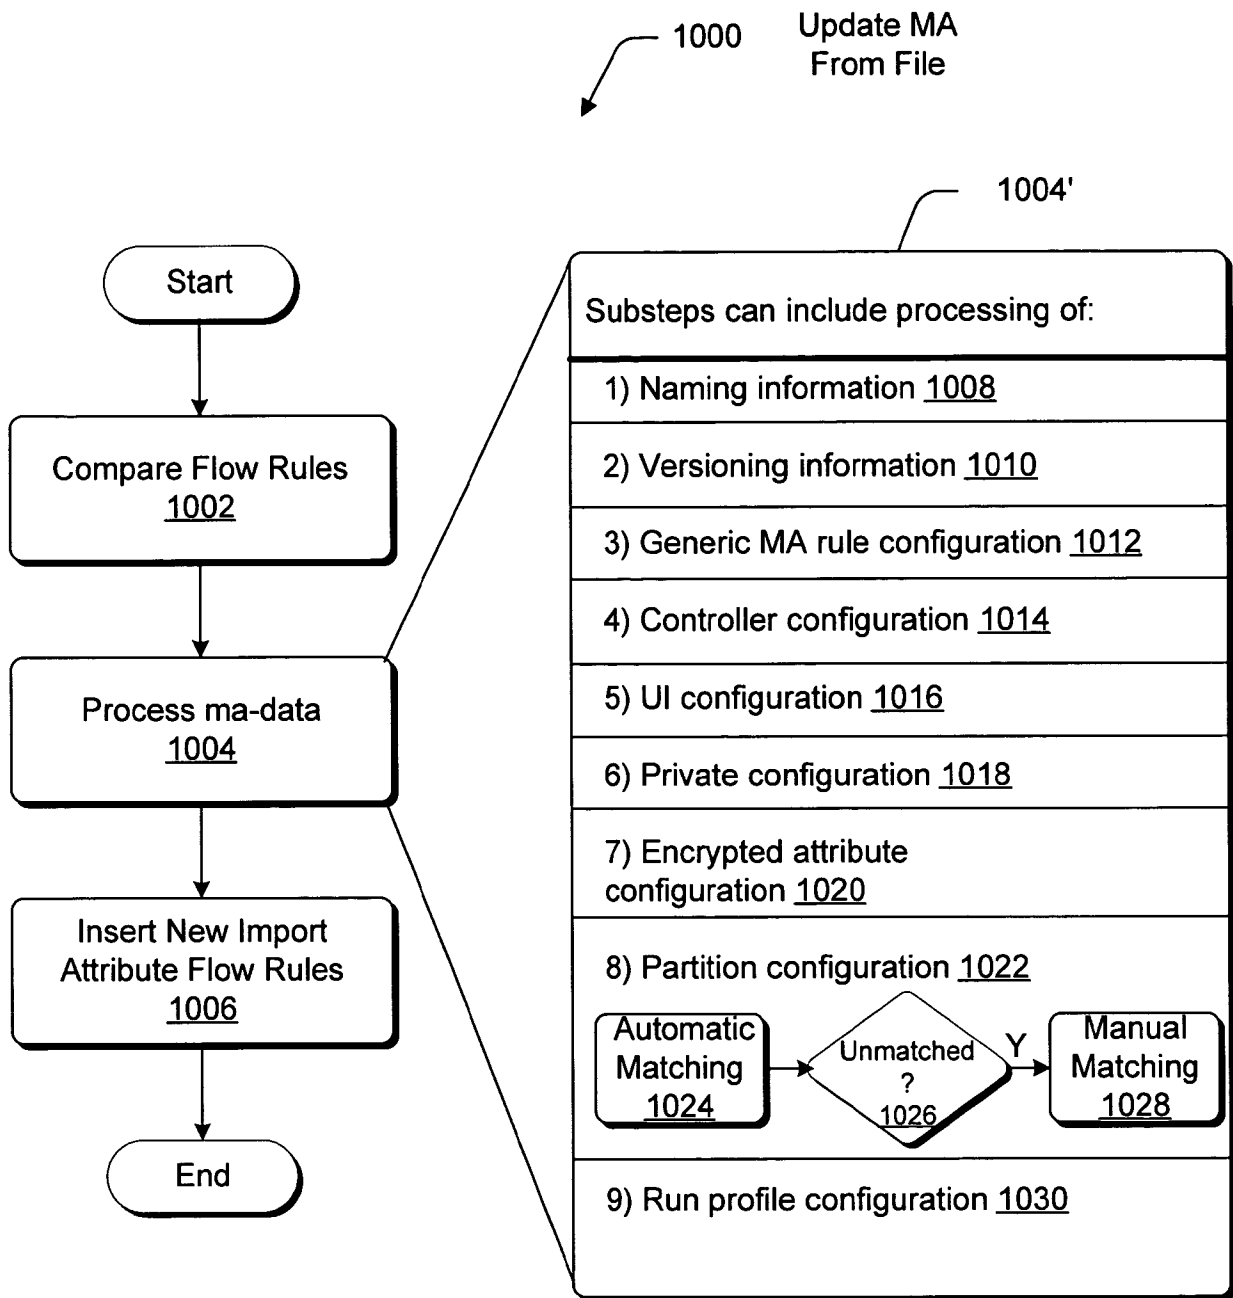 1000
Update MA
From File
1004'
Start
Compare Flow Rules
1002
Process ma-data
1004
Insert New Import
Attribute Flow Rules
1006
End
Substeps can include processing of:
1) Naming information 1008
2) Versioning information 1010
3) Generic MA rule configuration 1012
4) Controller configuration 1014
5) UI configuration 1016
6) Private configuration 1018
7) Encrypted attribute
configuration 1020
8) Partition configuration 1022
Automatic
Matching
1024
Unmatched
?
1026
Y
Manual
Matching
1028
9) Run profile configuration 1030